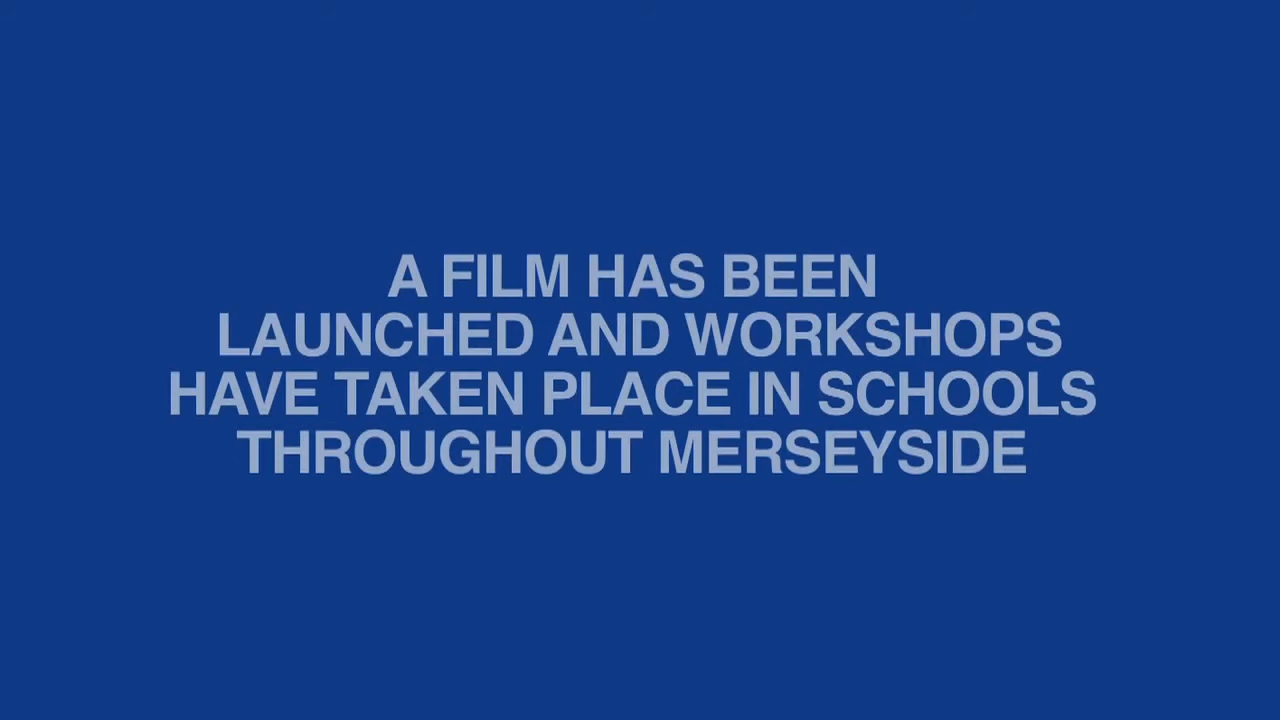 A FILM HAS BEEN
LAUNCHED AND WORKSHOPS
HAVE TAKEN PLACE IN SCHOOLS
THROUGHOUT MERSEYSIDE